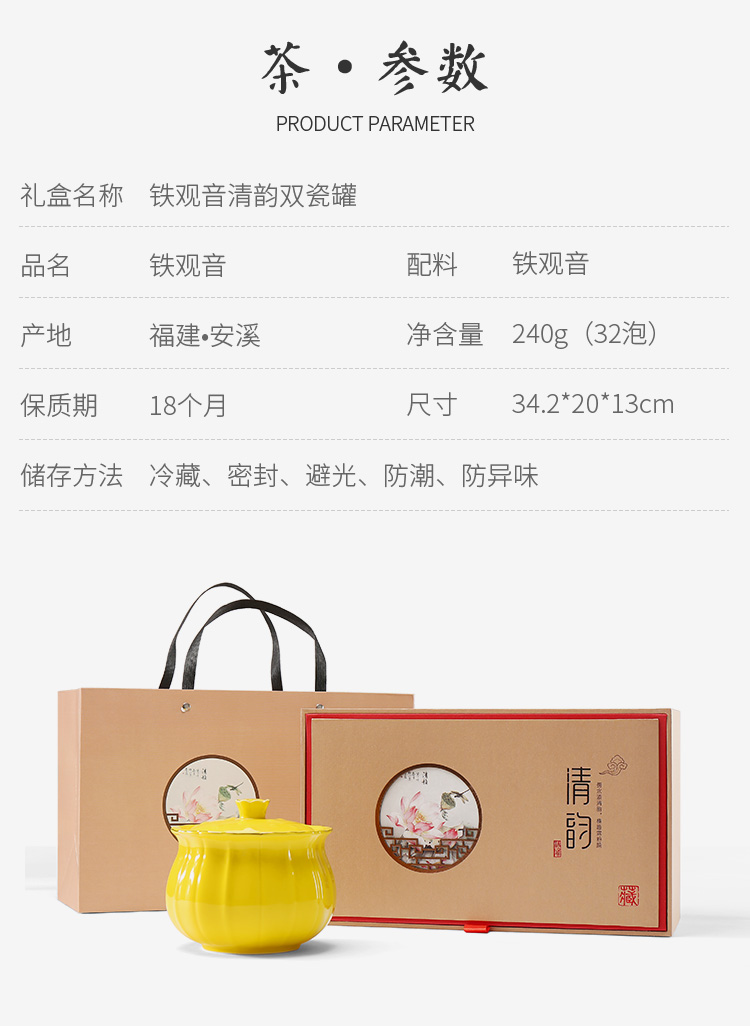 茶·参数
PRODUCT PARAMETER
礼盒名称 铁观音清韵双瓷罐
品名 铁观音 配料 铁观音
产地 福建•安溪 净含量 240g（32泡）
保质期 18个月 尺寸 34.2*20*13cm
储存方法 冷藏、密封、避光、防潮、防异味
清韵
藏